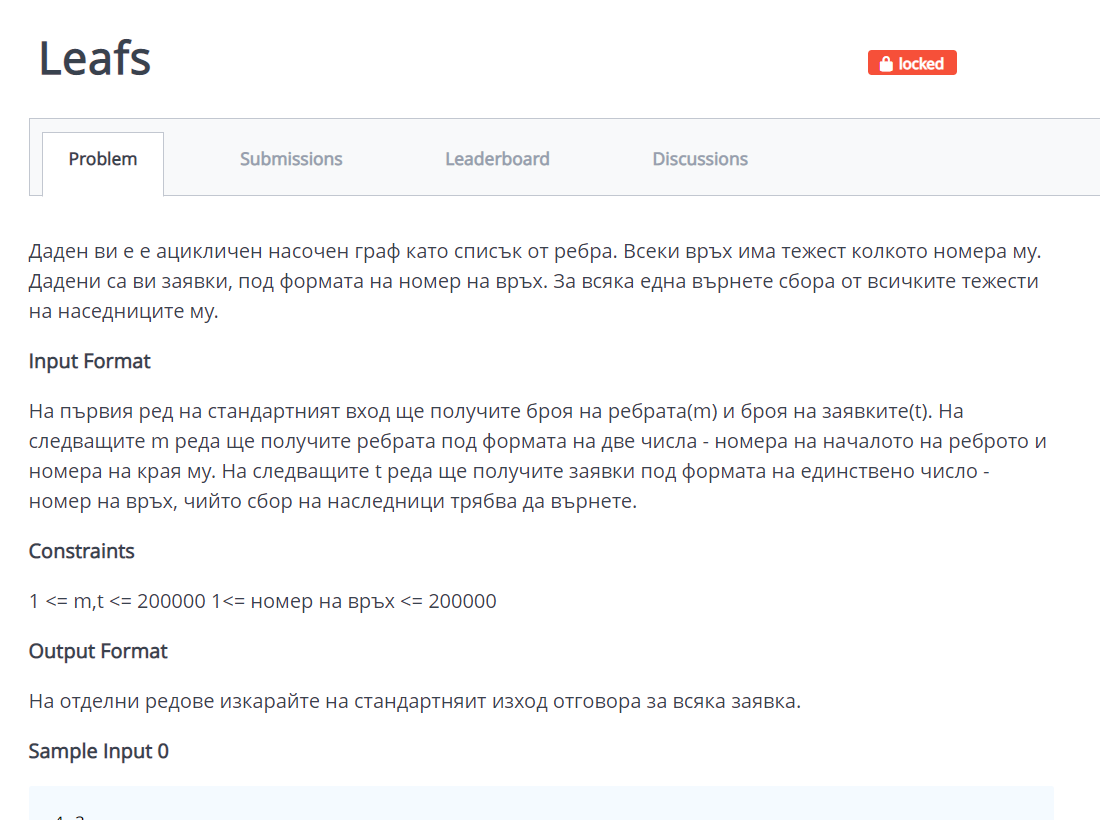 Leafs
locked
Problem
Submissions
Leaderboard
Discussions
Даден ви е е ацикличен насочен граф като списък от ребра. Всеки връх има тежест колкото номера му.
Дадени са ви заявки, под формата на номер на връх. За всяка една върнете сбора от всичките тежести
на наседниците му.
Input Format
На първия ред на стандартният вход ще получите броя на ребрата(m) и броя на заявките(t). На
следващите m реда ще получите ребрата под формата на две числа - номера на началото на реброто и
номера на края му. На следващите t реда ще получите заявки под формата на единствено число -
номер на връх, чийто сбор на наследници трябва да върнете.
Constraints
1 <= m,t <= 200000 1<= номер на връх <= 200000
Output Format
На отделни редове изкарайте на стандартняит изход отговора за всяка заявка.
Sample Input 0